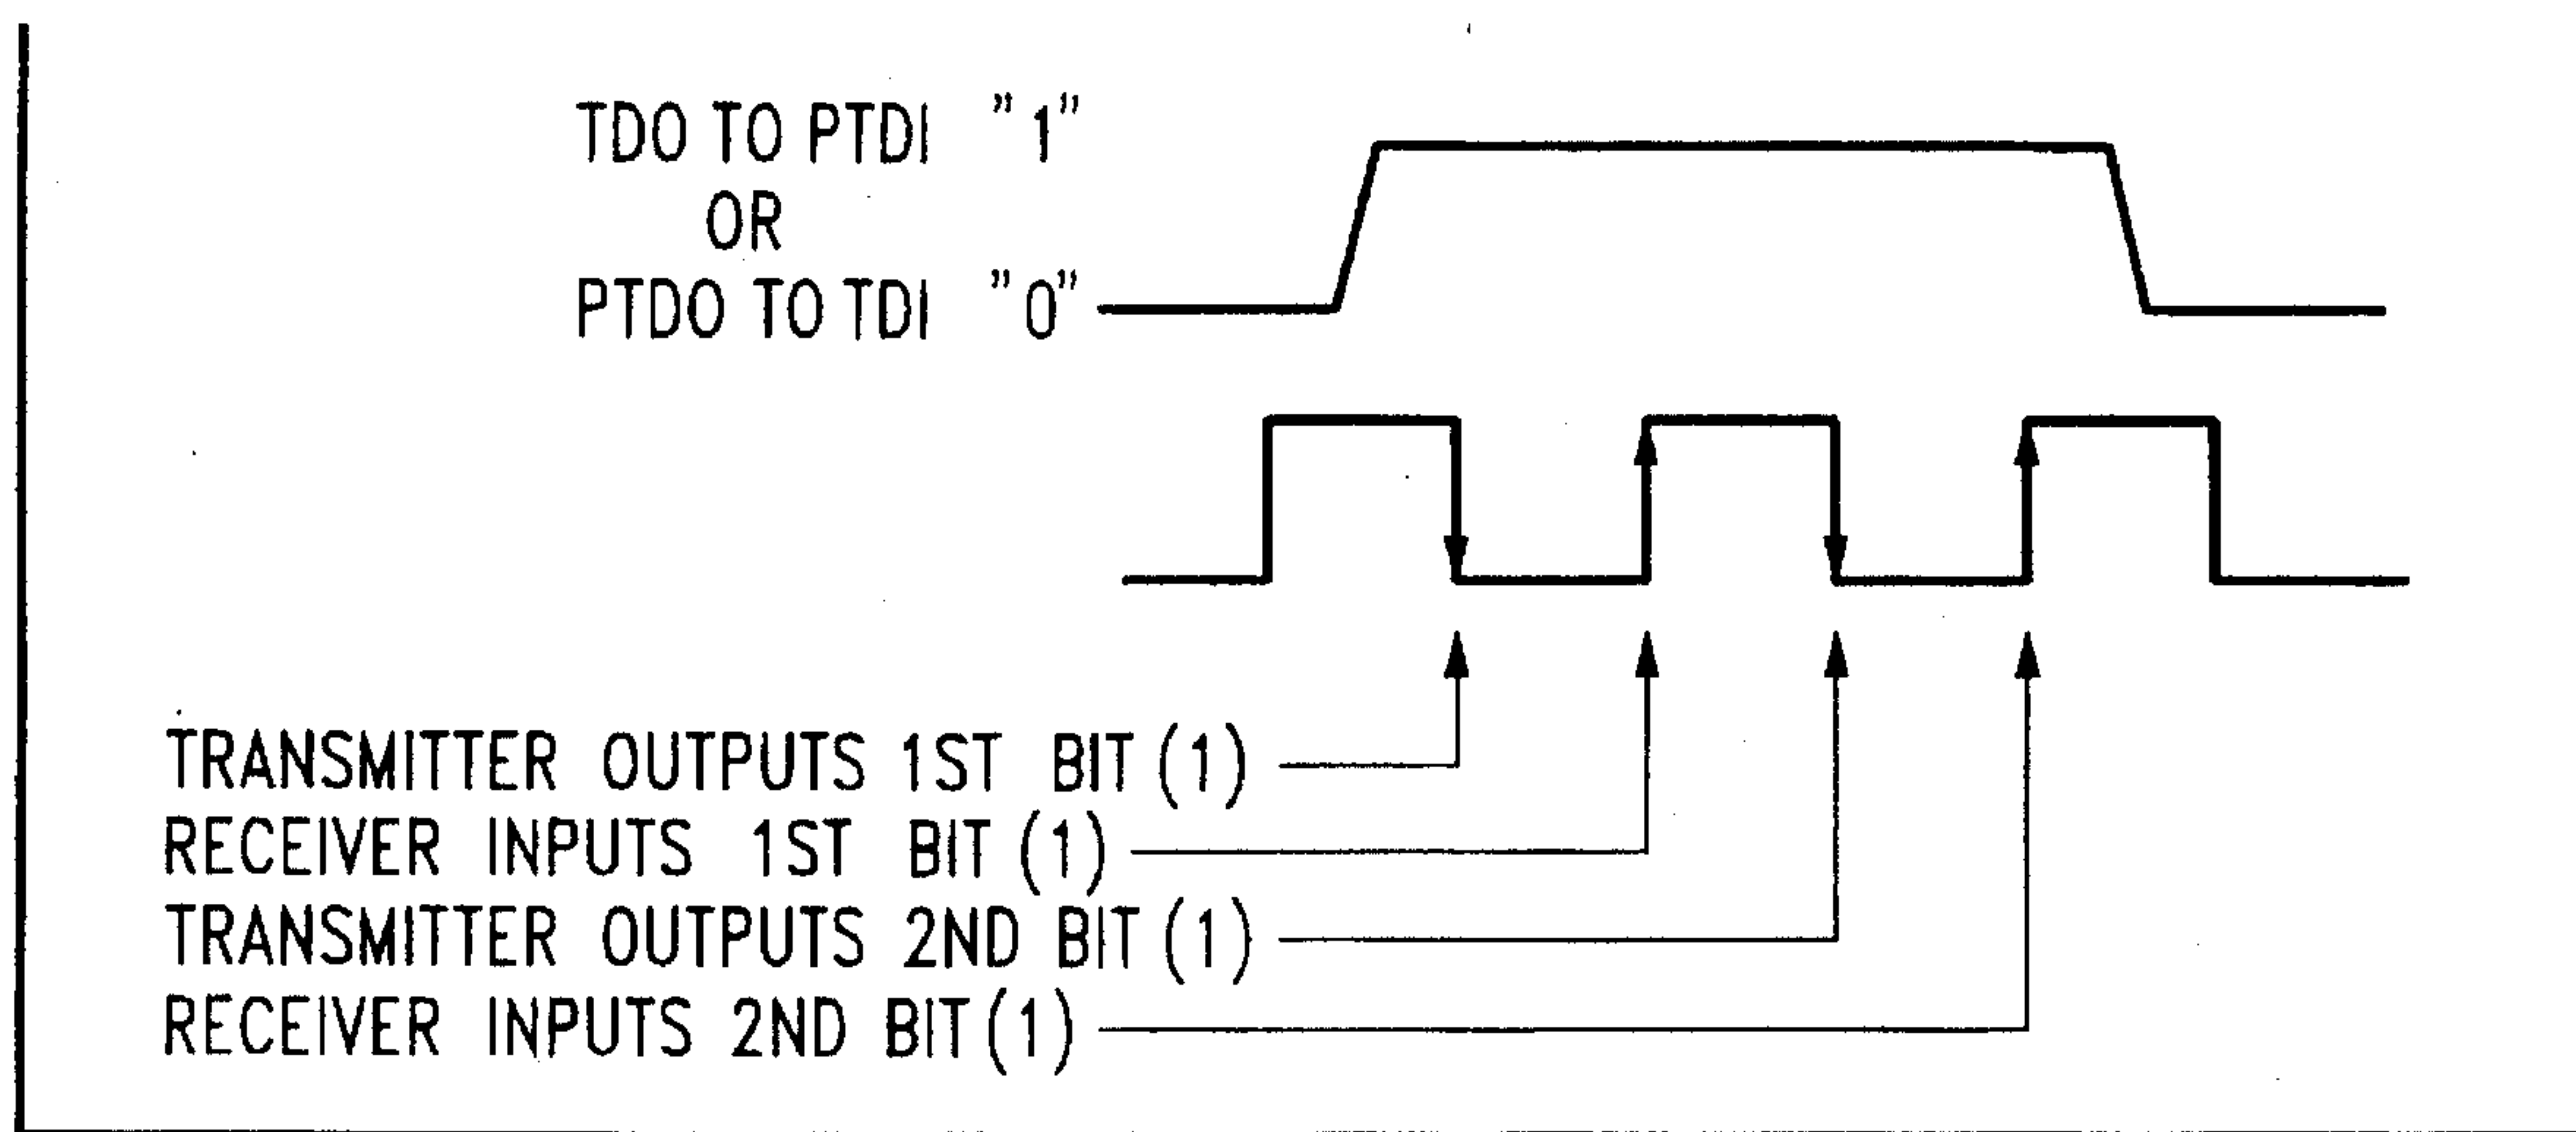 TDO TO PTDI "1"
OR
PTDO TO TDI "0"
TRANSMITTER OUTPUTS 1ST BIT (1)
RECEIVER INPUTS 1ST BIT (1)
TRANSMITTER OUTPUTS 2ND BIT (1)
RECEIVER INPUTS 2ND BIT (1)